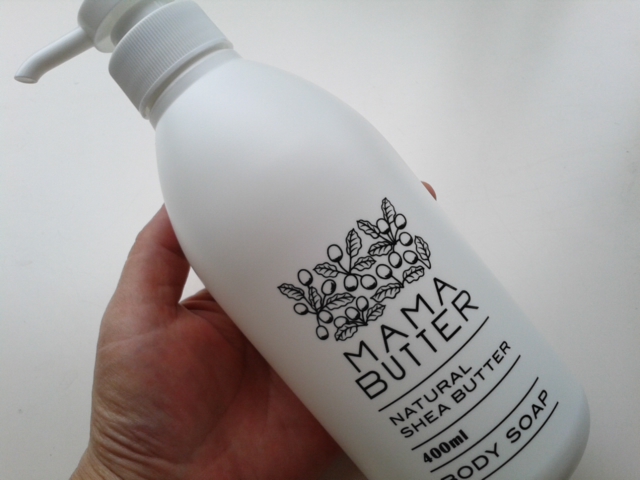 MAMA
BUTTER
NATURAL
SHEA BUTTER
400ml
BODY SOAP